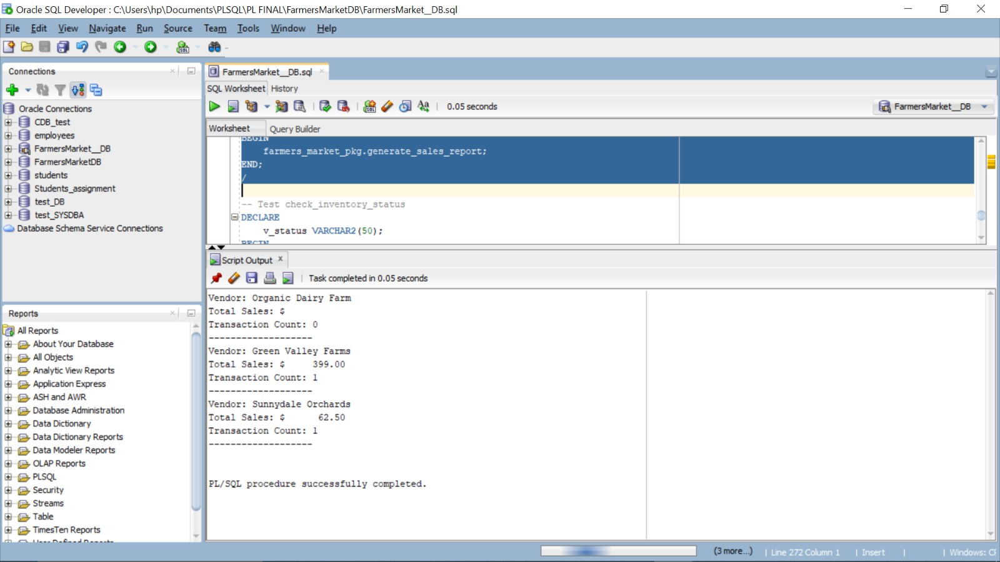 Oracle SQL Developer : C:\Users\hp\Documents\PLSQL\PL FINAL\FarmersMarketDB\FarmersMarket__DB.sql
File Edit View Navigate Run Source Team Tools Window Help
Connections
Oracle Connections
CDB_test
employees
FarmersMarket__DB
FarmersMarketDB
students
Students_assignment
test_DB
test_SYSDBA
Database Schema Service Connections
Reports
All Reports
About Your Database
All Objects
Analytic View Reports
Application Express
ASH and AWR
Database Administration
Data Dictionary
Data Dictionary Reports
Data Modeler Reports
OLAP Reports
PLSQL
Security
Streams
Table
TimesTen Reports
User Defined Reports
FarmersMarket__DB.sql
SQL Worksheet History
0.05 seconds
FarmersMarket__DB
Worksheet Query Builder
BEGIN
farmers_market_pkg.generate_sales_report;
END;
/
-- Test check_inventory_status
DECLARE
v_status VARCHAR2(50);
BEGIN
Script Output
Task completed in 0.05 seconds
Vendor: Organic Dairy Farm
Total Sales: $
Transaction Count: 0
-------------------
Vendor: Green Valley Farms
Total Sales: $     399.00
Transaction Count: 1
-------------------
Vendor: Sunnydale Orchards
Total Sales: $      62.50
Transaction Count: 1
-------------------
PL/SQL procedure successfully completed.
(3 more...) | Line 272 Column 1 | Insert | | Windows: CR